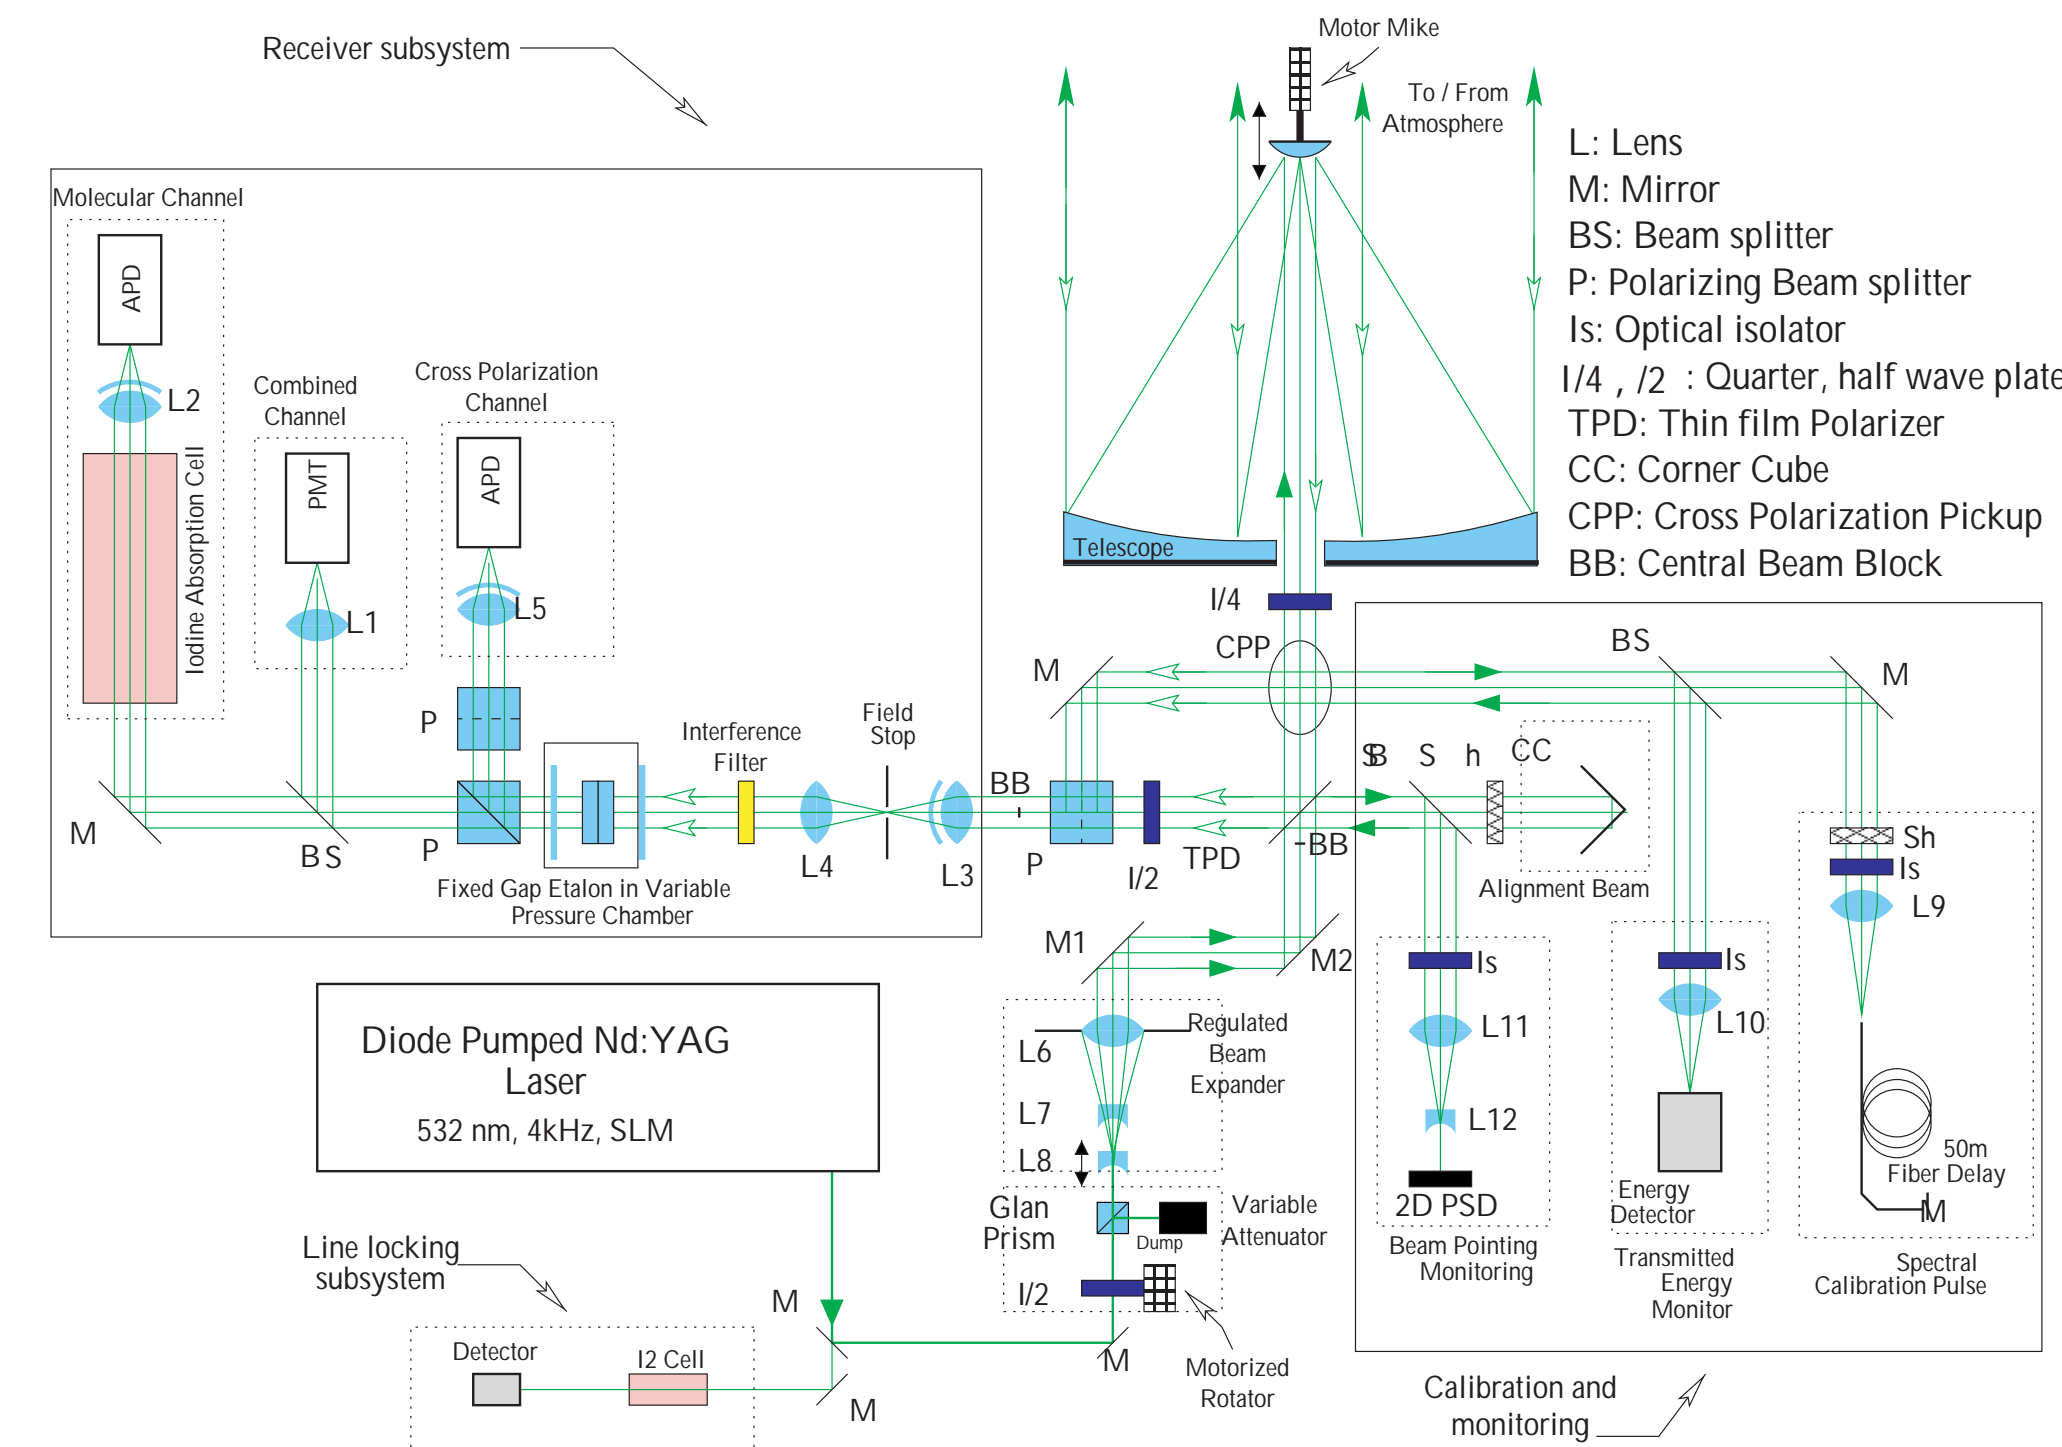 Receiver subsystem
Motor Mike
To / From
Atmosphere
L: Lens
M: Mirror
BS: Beam splitter
P: Polarizing Beam splitter
Is: Optical isolator
l/4 , /2 : Quarter, half wave plate
TPD: Thin film Polarizer
CC: Corner Cube
CPP: Cross Polarization Pickup
BB: Central Beam Block
Molecular Channel
APD
L2
Iodine Absorption Cell
Combined
Channel
PMT
L1
Cross Polarization
Channel
APD
L5
P
M
BS
P
Fixed Gap Etalon in Variable
Pressure Chamber
Interference
Filter
L4
Field
Stop
L3
BB
P
l/2
TPD
BB
M
CPP
l/4
Telescope
BS
M
S
B
S h
CC
Alignment Beam
Sh
Is
L9
50m
Fiber Delay
M
Spectral
Calibration Pulse
Is
L10
Energy
Detector
Transmitted
Energy
Monitor
Is
L11
L12
2D PSD
Beam Pointing
Monitoring
M1
M2
L6
Regulated
Beam
Expander
L7
L8
Glan
Prism
Dump
Variable
Attenuator
l/2
Motorized
Rotator
M
Diode Pumped Nd:YAG
Laser
532 nm, 4kHz, SLM
Line locking
subsystem
M
M
Detector
I2 Cell
Calibration and
monitoring